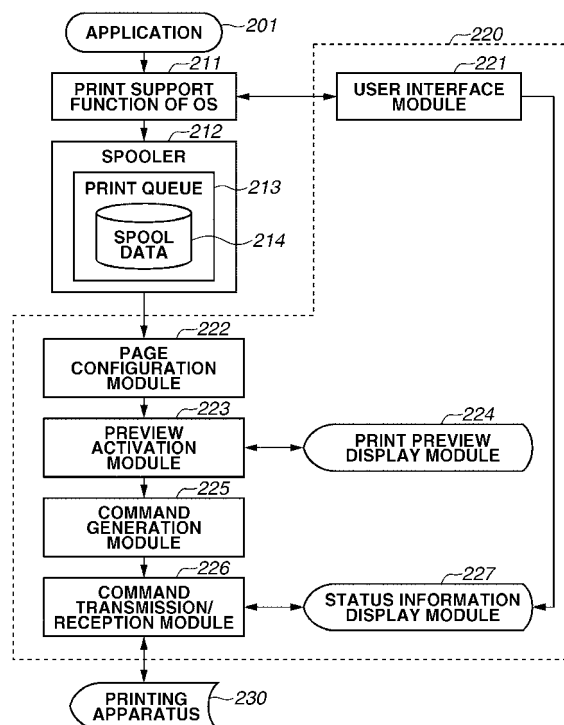 APPLICATION
201
220
211
PRINT SUPPORT
FUNCTION OF OS
221
USER INTERFACE
MODULE
212
SPOOLER
PRINT QUEUE
213
SPOOL
DATA
214
222
PAGE
CONFIGURATION
MODULE
223
PREVIEW
ACTIVATION
MODULE
224
PRINT PREVIEW
DISPLAY MODULE
225
COMMAND
GENERATION
MODULE
226
COMMAND
TRANSMISSION/
RECEPTION MODULE
227
STATUS INFORMATION
DISPLAY MODULE
PRINTING
APPARATUS
230